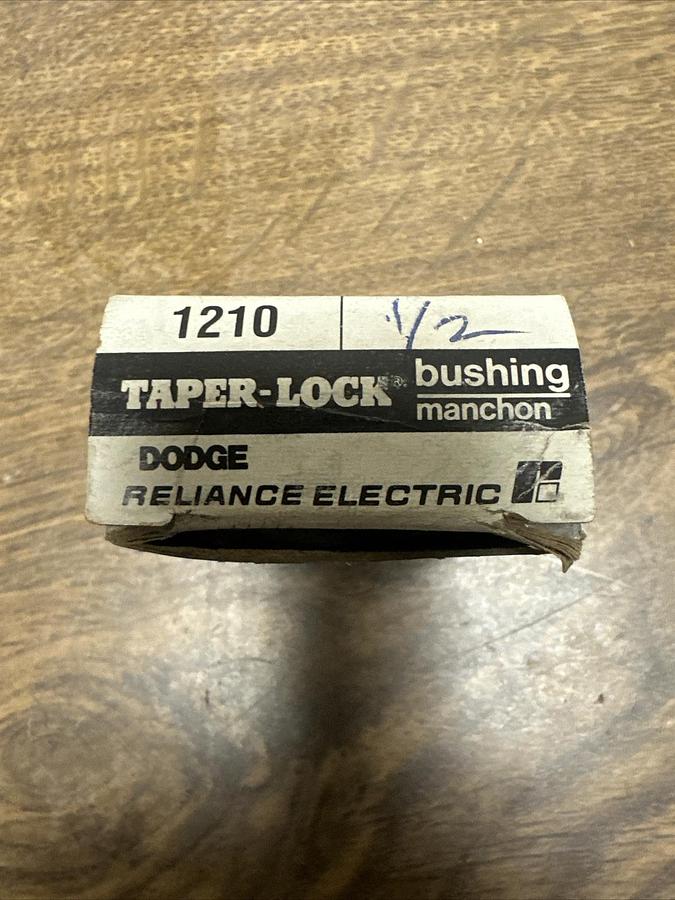 1210 1/2
TAPER-LOCK® bushing
manchon
DODGE
RELIANCE ELECTRIC